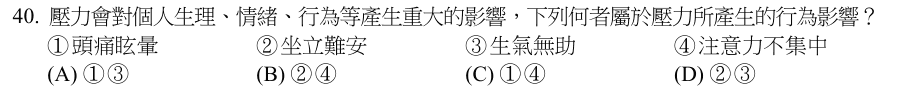 40. 壓力會對個人生理、情緒、行為等產生重大的影響，下列何者屬於壓力所產生的行為影響？
①頭痛眩暈 ②坐立難安 ③生氣無助 ④注意力不集中
(A) ①③ (B) ②④ (C) ①④ (D) ②③